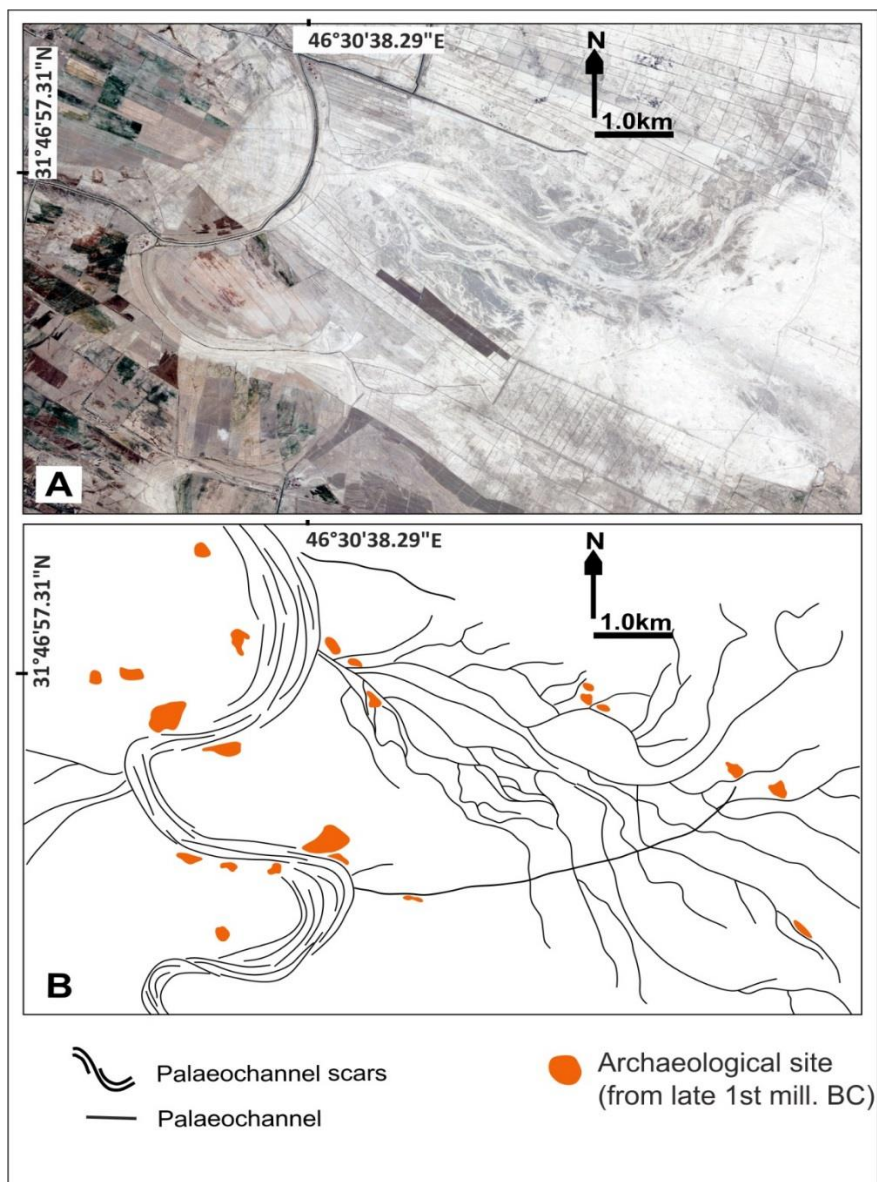 46°30'38.29"E
31°46'57.31"N
N
1.0km
A
46°30'38.29"E
31°46'57.31"N
N
1.0km
B
Palaeochannel scars
Palaeochannel
Archaeological site
(from late 1st mill. BC)